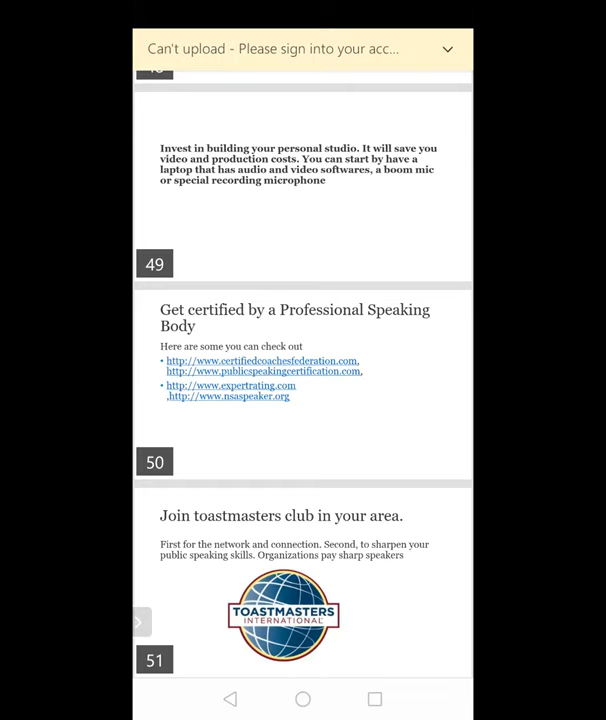 Can't upload - Please sign into your acc...
Invest in building your personal studio. It will save you
video and production costs. You can start by have a
laptop that has audio and video softwares, a boom mic
or special recording microphone
49
Get certified by a Professional Speaking
Body
Here are some you can check out
• http://www.certifiedcoachesfederation.com,
http://www.publicspeakingcertification.com,
• http://www.expertrating.com
,http://www.nsaspeaker.org
50
Join toastmasters club in your area.
First for the network and connection. Second, to sharpen your
public speaking skills. Organizations pay sharp speakers
TOASTMASTERS
INTERNATIONAL
51